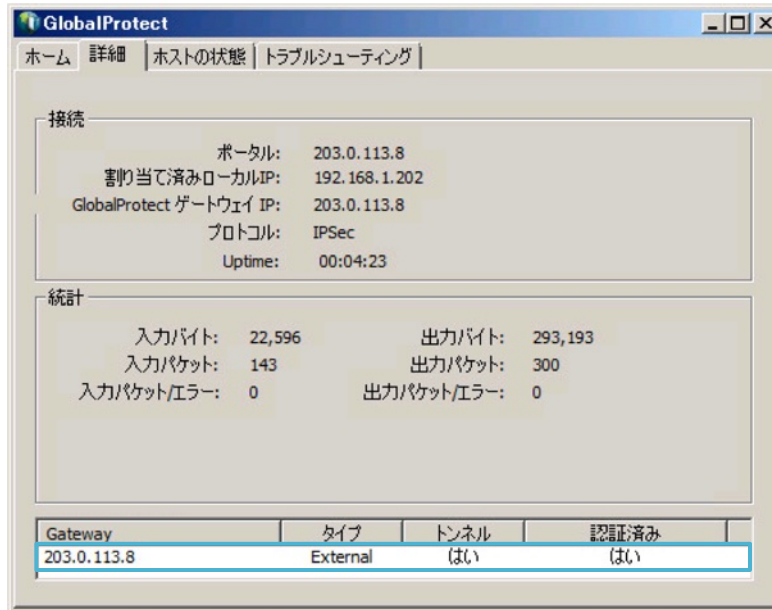 GlobalProtect
ホーム 詳細 ホストの状態 トラブルシューティング
接続
ポータル: 203.0.113.8
割り当て済みローカルIP: 192.168.1.202
GlobalProtect ゲートウェイ IP: 203.0.113.8
プロトコル: IPSec
Uptime: 00:04:23
統計
入力バイト: 22,596 出力バイト: 293,193
入力パケット: 143 出力パケット: 300
入力パケット/エラー: 0 出力パケット/エラー: 0
Gateway タイプ トンネル 認証済み
203.0.113.8 External はい はい